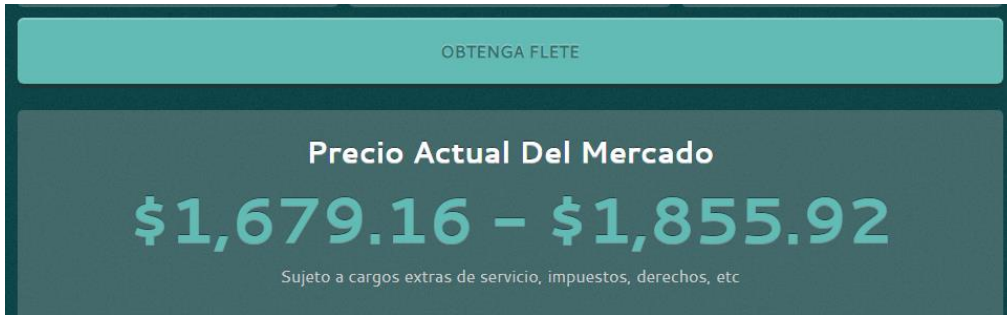 OBTENGA FLETE
Precio Actual Del Mercado
$1,679.16 – $1,855.92
Sujeto a cargos extras de servicio, impuestos, derechos, etc